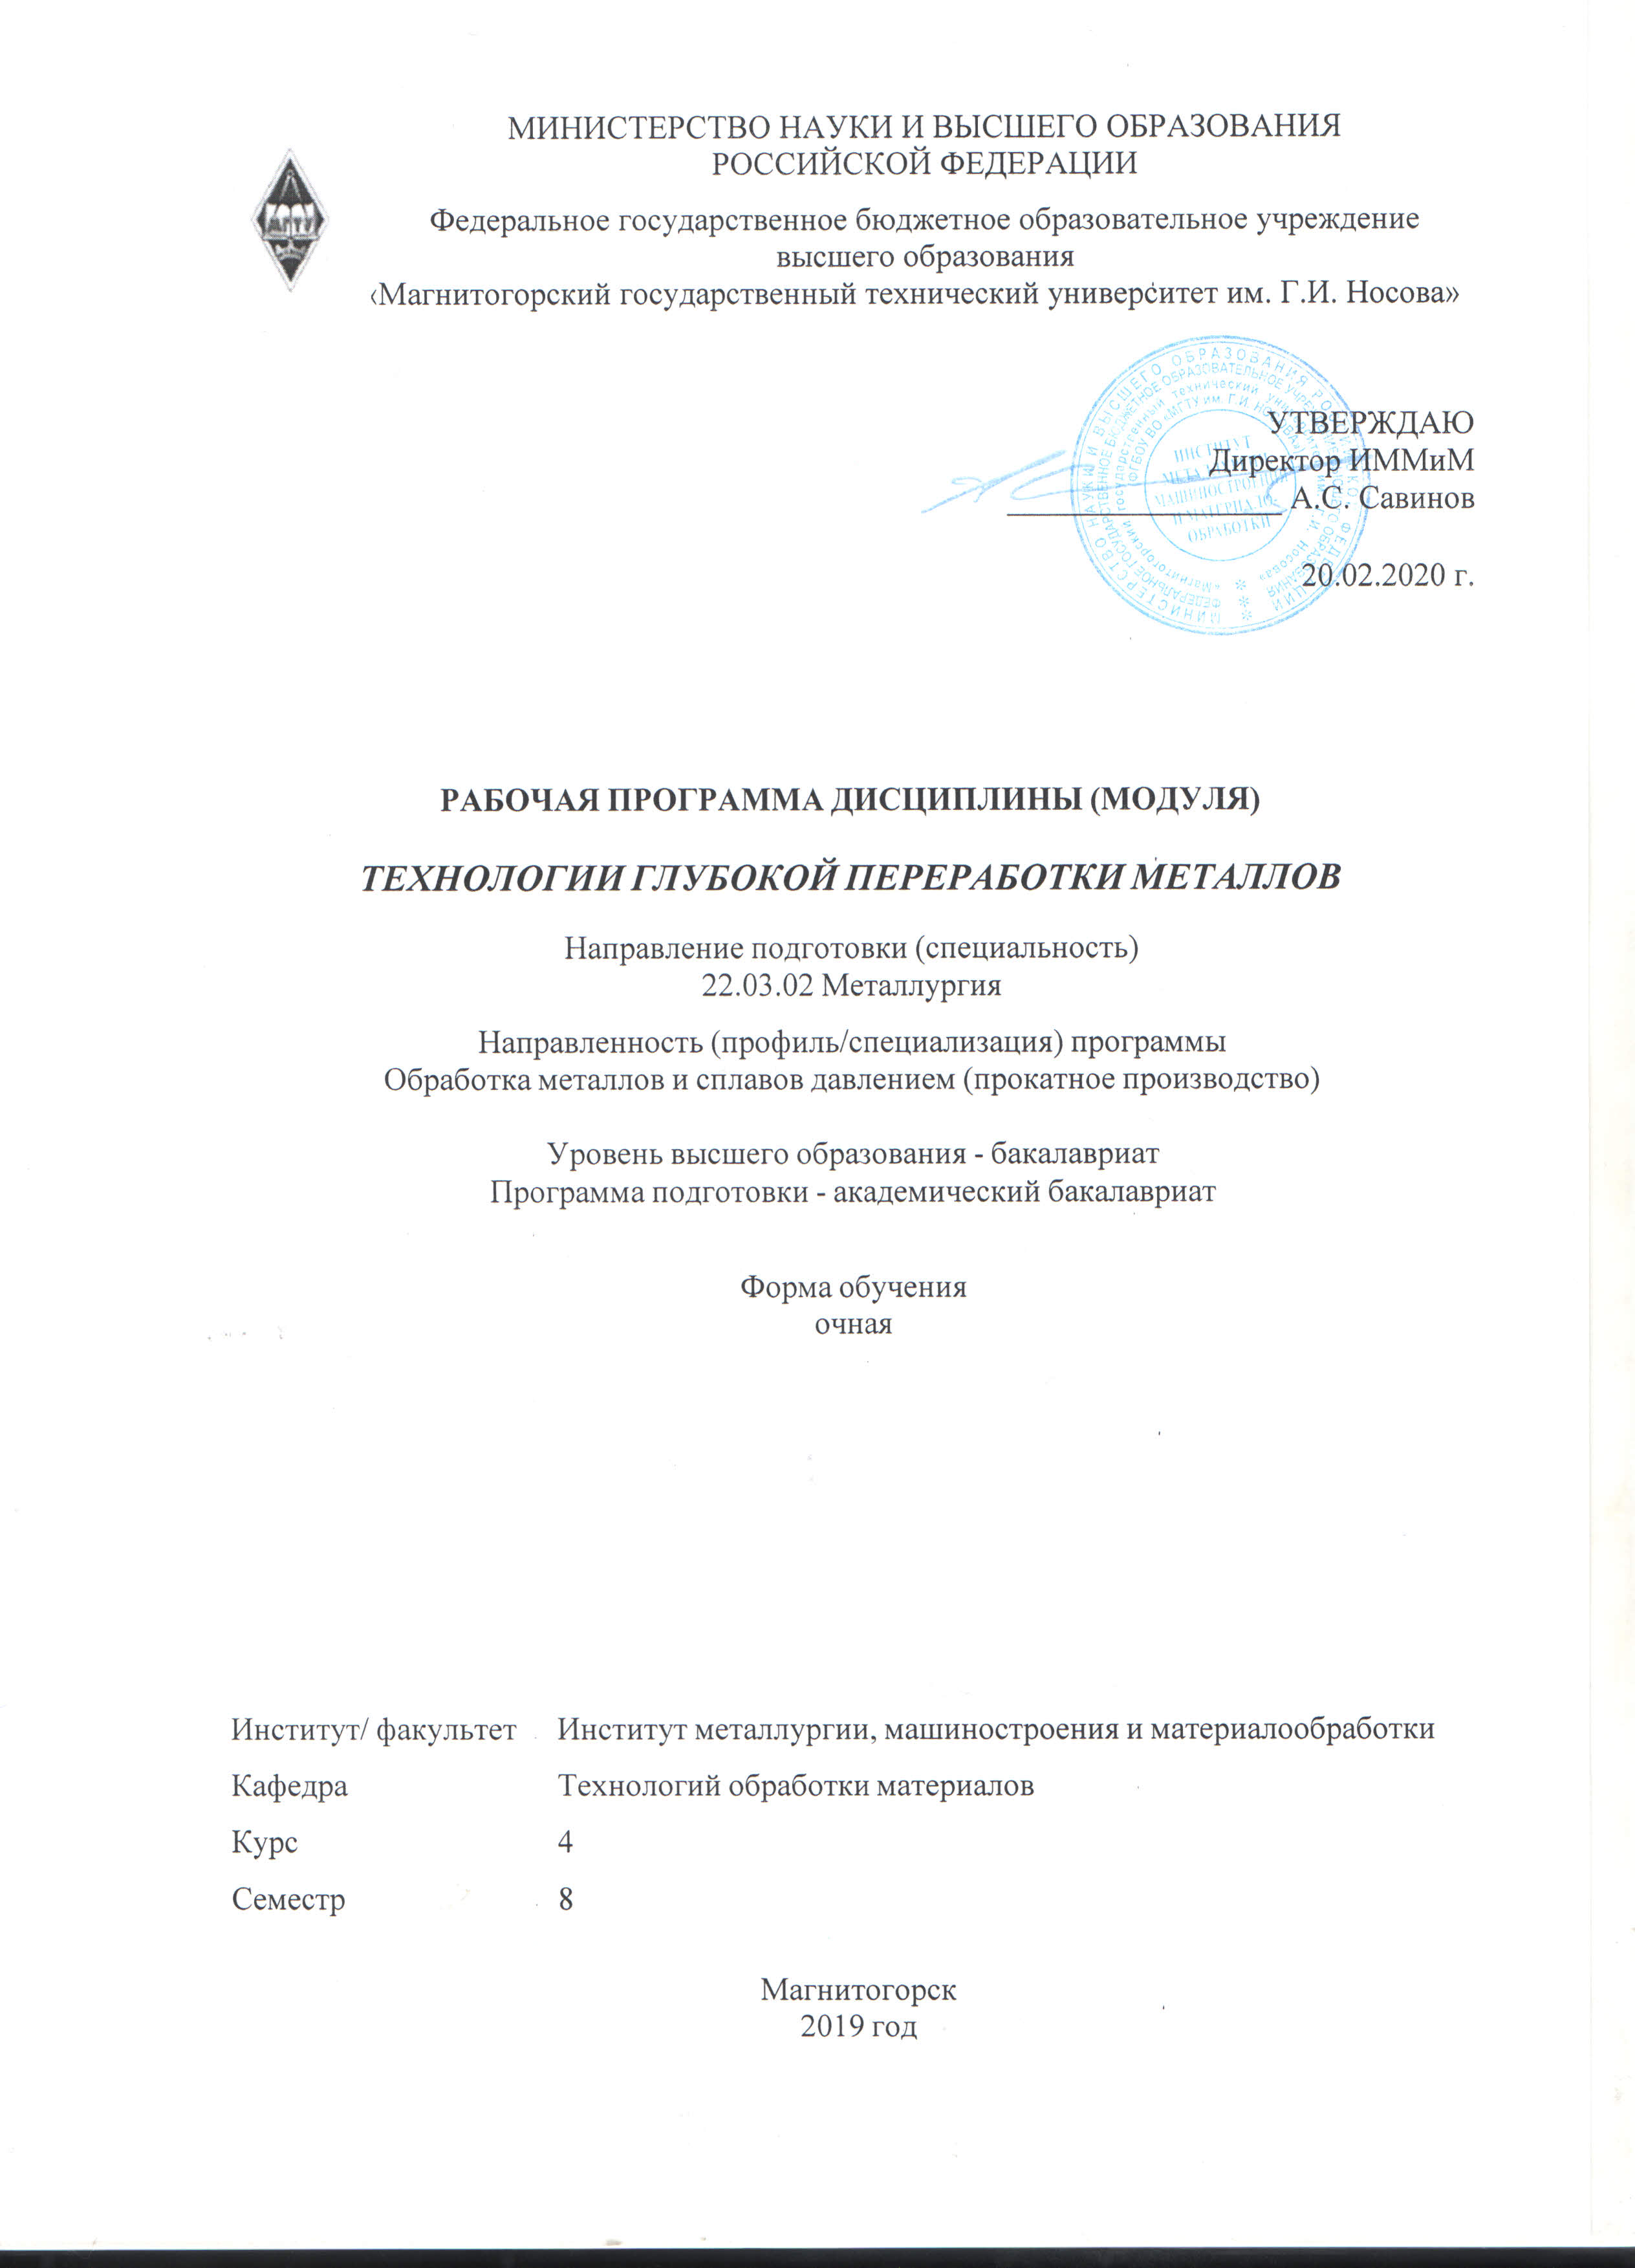 МИНИСТЕРСТВО НАУКИ И ВЫСШЕГО ОБРАЗОВАНИЯ
РОССИЙСКОЙ ФЕДЕРАЦИИ
МГТУ
Федеральное государственное бюджетное образовательное учреждение
высшего образования
«Магнитогорский государственный технический университет им. Г.И. Носова»
УТВЕРЖДАЮ
Директор ИММиМ
А.С. Савинов
20.02.2020 г.
ИНСТИТУТ
МАШИНОСТРОЕНИЯ
ОБРАБОТКИ
РАБОЧАЯ ПРОГРАММА ДИСЦИПЛИНЫ (МОДУЛЯ)
ТЕХНОЛОГИИ ГЛУБОКОЙ ПЕРЕРАБОТКИ МЕТАЛЛОВ
Направление подготовки (специальность)
22.03.02 Металлургия
Направленность (профиль/специализация) программы
Обработка металлов и сплавов давлением (прокатное производство)
Уровень высшего образования - бакалавриат
Программа подготовки - академический бакалавриат
Форма обучения
очная
Институт/ факультет Институт металлургии, машиностроения и материалообработки
Кафедра Технологий обработки материалов
Курс 4
Семестр 8
Магнитогорск
2019 год